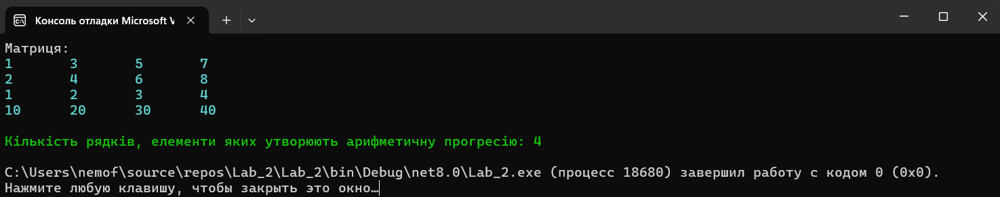 Консоль отладки Microsoft V
Матриця:
1 3 5 7
2 4 6 8
1 2 3 4
10 20 30 40
Кількість рядків, елементи яких утворюють арифметичну прогресію: 4
C:\Users\nemof\source\repos\Lab_2\Lab_2\bin\Debug\net8.0\Lab_2.exe (процесс 18680) завершил работу с кодом 0 (0x0).
Нажмите любую клавишу, чтобы закрыть это окно…